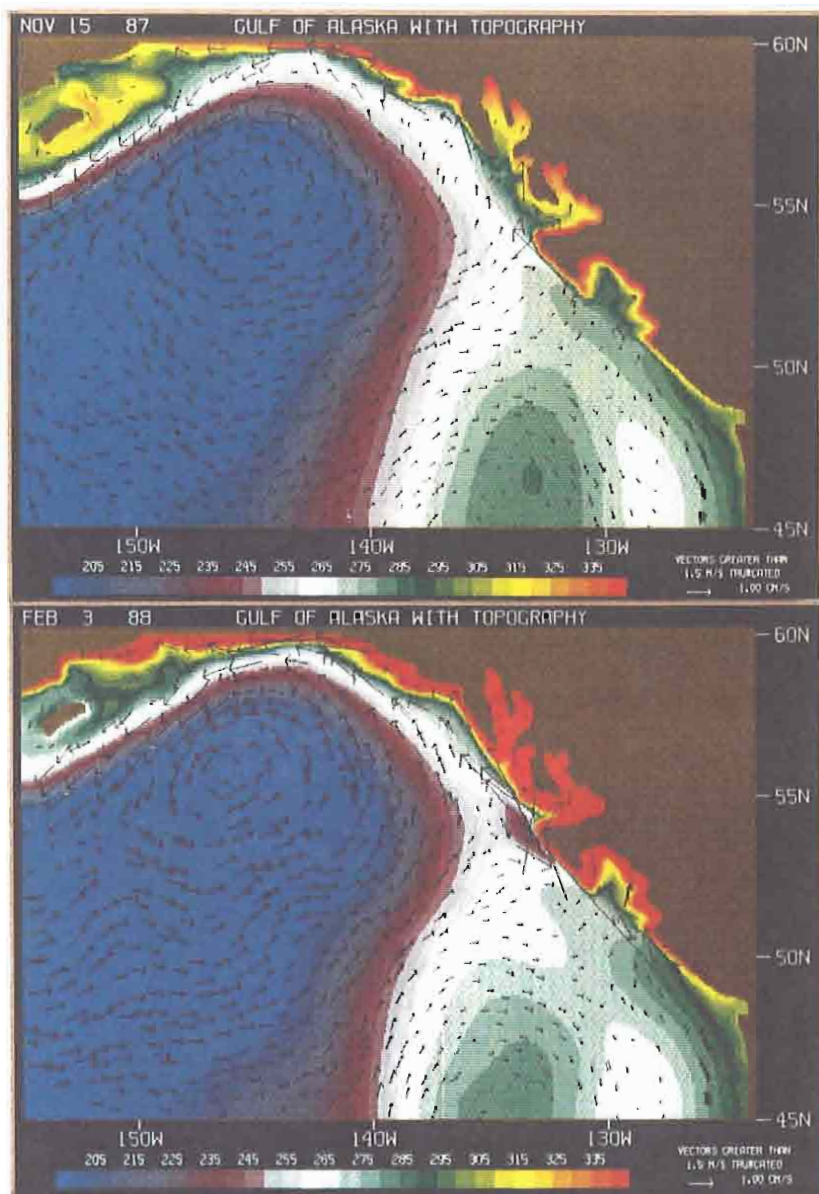 NOV 15 87 GULF OF ALASKA WITH TOPOGRAPHY
60N
55N
50N
45N
150W 140W 130W
205 215 225 235 245 255 265 275 285 295 305 315 325 335
VECTORS GREATER THAN
1.5 M/S TRUNCATED
1.00 CM/S
FEB 3 88 GULF OF ALASKA WITH TOPOGRAPHY
60N
55N
50N
45N
150W 140W 130W
205 215 225 235 245 255 265 275 285 295 305 315 325 335
VECTORS GREATER THAN
1.5 M/S TRUNCATED
1.00 CM/S